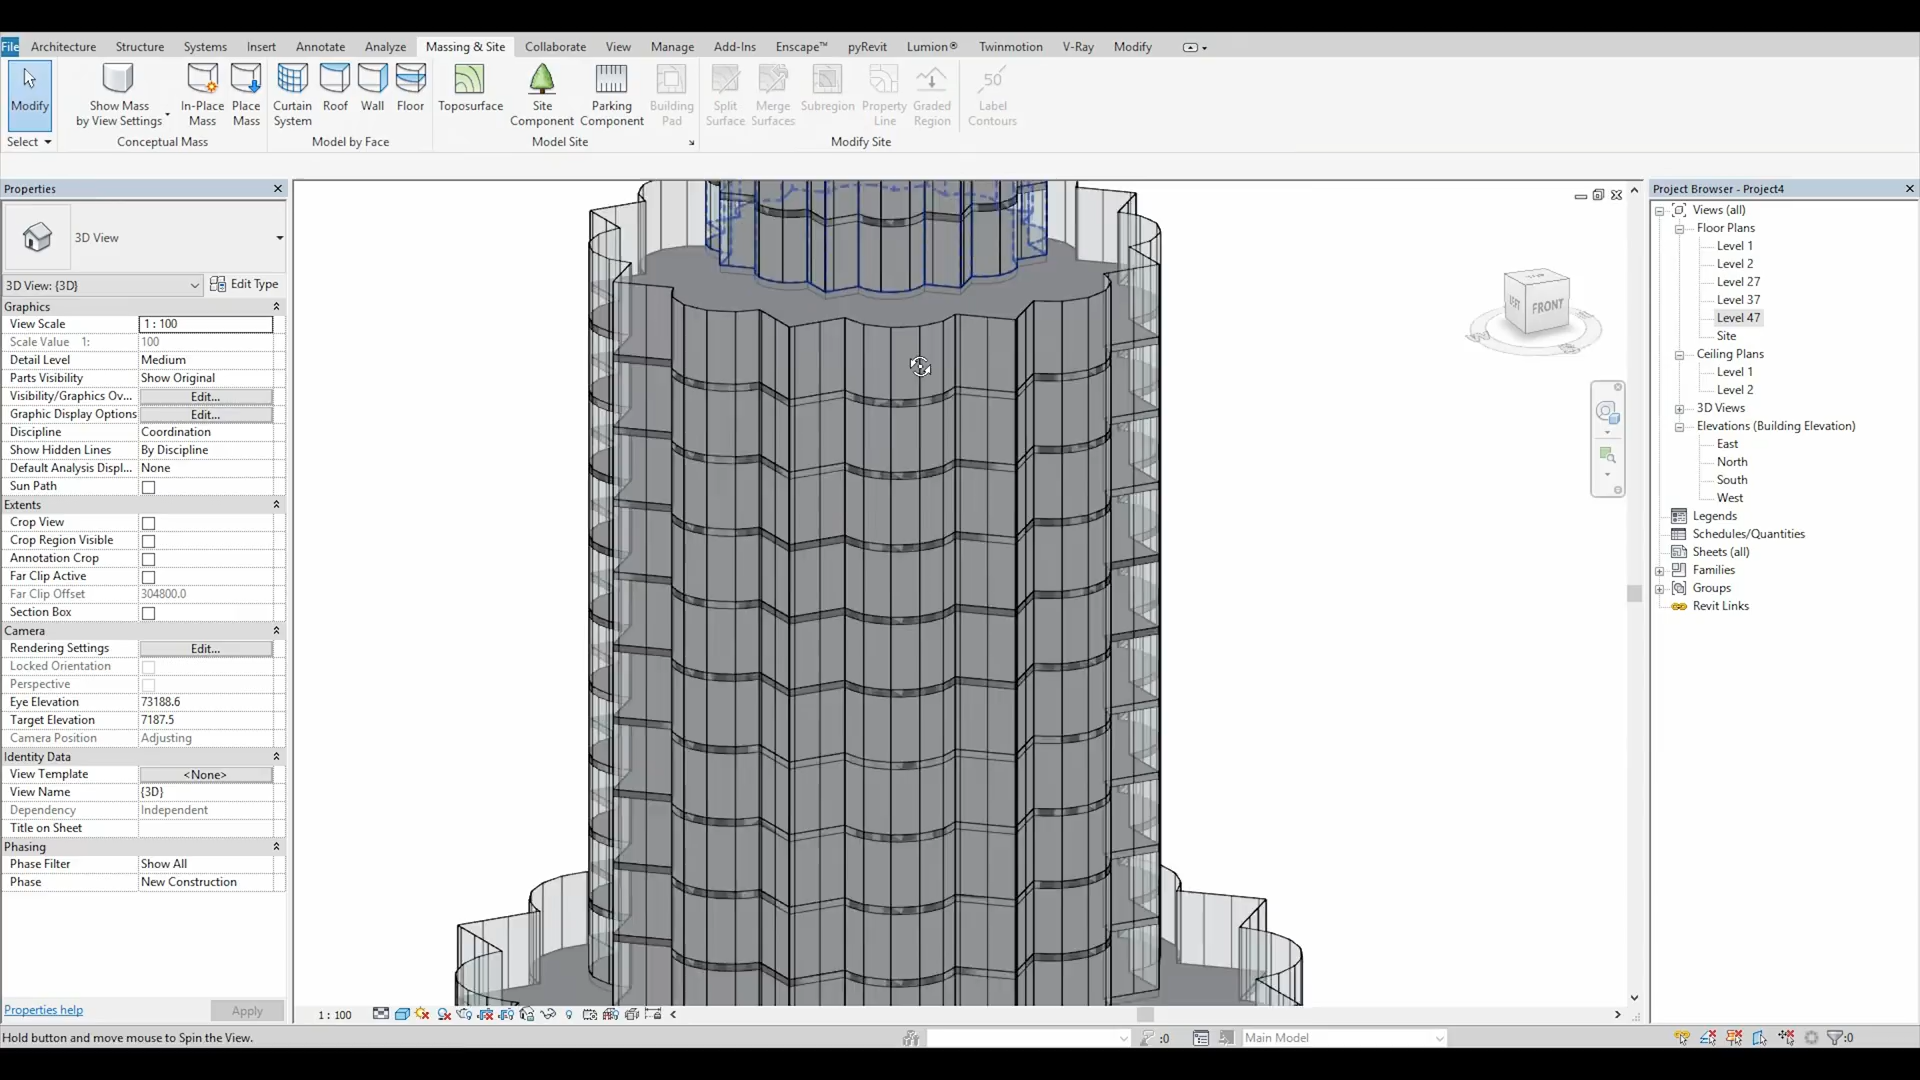 File Architecture Structure Systems Insert Annotate Analyze Massing & Site Collaborate View Manage Add-Ins Enscape™ pyRevit Lumion® Twinmotion V-Ray Modify
Modify
Show Mass
by View Settings
In-Place
Mass
Place
Mass
Curtain
System
Roof
Wall
Floor
Toposurface
Site
Component
Parking
Component
Building
Pad
Split
Surface
Merge
Surfaces
Subregion
Property
Line
Graded
Region
50
Label
Contours
Select Conceptual Mass Model by Face Model Site Modify Site
Properties
3D View
3D View: {3D} Edit Type
Graphics
View Scale 1 : 100
Scale Value 1: 100
Detail Level Medium
Parts Visibility Show Original
Visibility/Graphics Ov... Edit...
Graphic Display Options Edit...
Discipline Coordination
Show Hidden Lines By Discipline
Default Analysis Displ... None
Sun Path
Extents
Crop View
Crop Region Visible
Annotation Crop
Far Clip Active
Far Clip Offset 304800.0
Section Box
Camera
Rendering Settings Edit...
Locked Orientation
Perspective
Eye Elevation 73188.6
Target Elevation 7187.5
Camera Position Adjusting
Identity Data
View Template <None>
View Name {3D}
Dependency Independent
Title on Sheet
Phasing
Phase Filter Show All
Phase New Construction
Properties help Apply
TOP
LEFT FRONT
Project Browser - Project4
Views (all)
Floor Plans
Level 1
Level 2
Level 27
Level 37
Level 47
Site
Ceiling Plans
Level 1
Level 2
3D Views
Elevations (Building Elevation)
East
North
South
West
Legends
Schedules/Quantities
Sheets (all)
Families
Groups
Revit Links
1 : 100
Hold button and move mouse to Spin the View. :0 Main Model :0